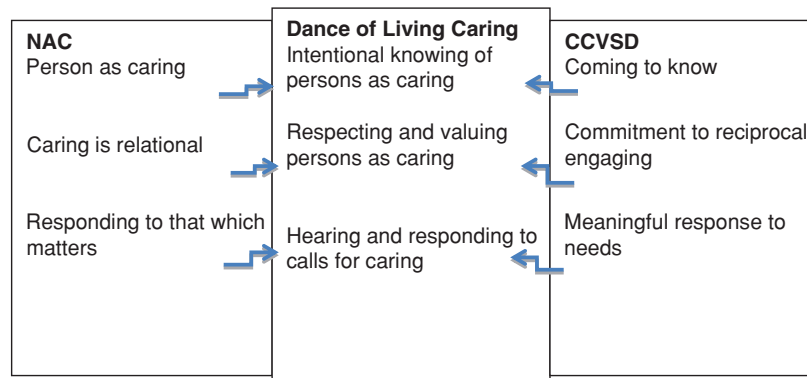 NAC
Person as caring
Caring is relational
Responding to that which
matters
Dance of Living Caring
Intentional knowing of
persons as caring
Respecting and valuing
persons as caring
Hearing and responding to
calls for caring
CCVSD
Coming to know
Commitment to reciprocal
engaging
Meaningful response to
needs